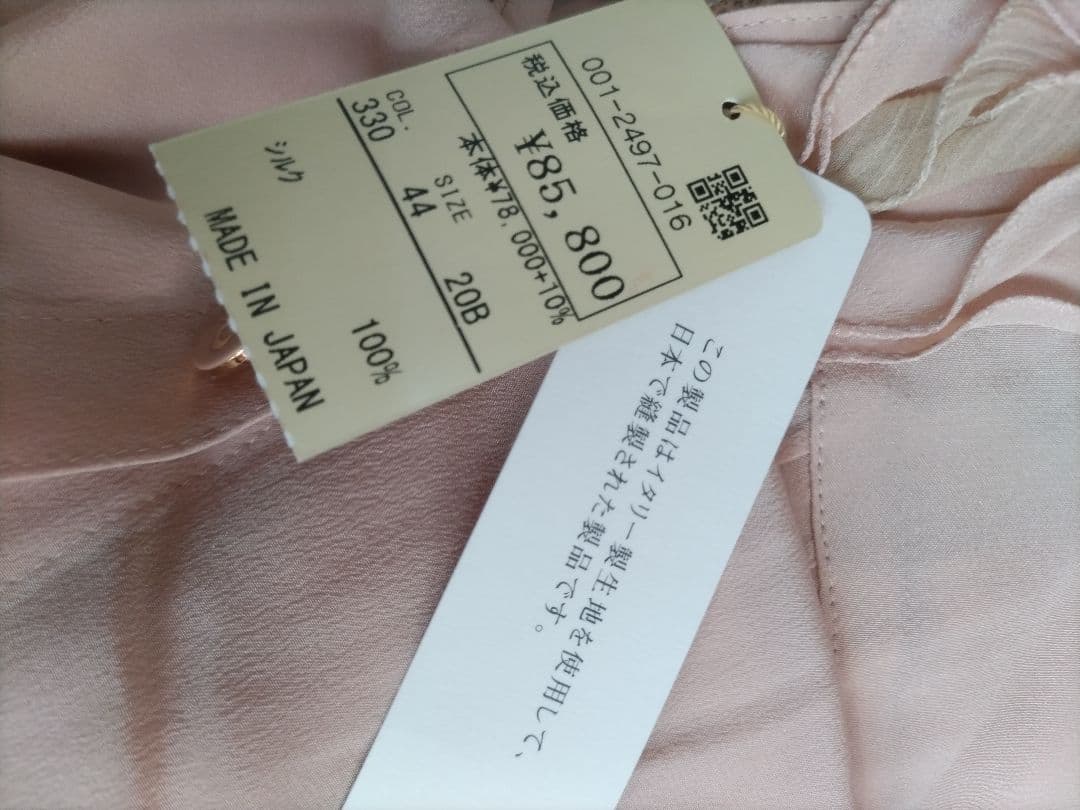 001-2497-016
税込価格
¥85,800
本体¥78,000+10%
COL. SIZE
330 44 20B
シルク 100%
MADE IN JAPAN
この製品はイタリー製生地を使用して、
日本で縫製された製品です。